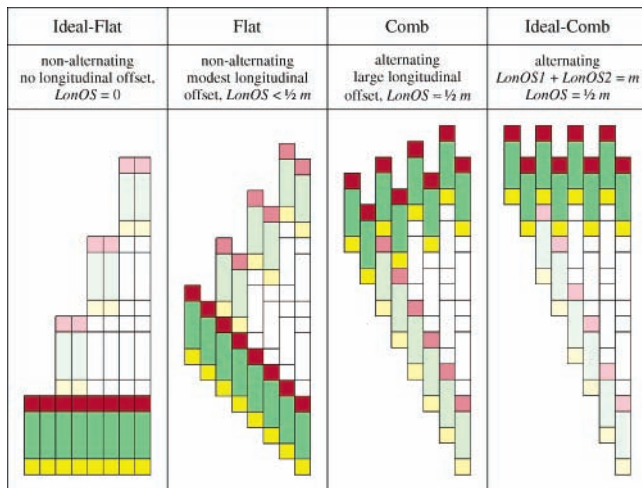 Ideal-Flat
non-alternating
no longitudinal offset,
LonOS = 0
Flat
non-alternating
modest longitudinal
offset, LonOS < ½ m
Comb
alternating
large longitudinal
offset, LonOS ≈ ½ m
Ideal-Comb
alternating
LonOS1 + LonOS2 = m
LonOS = ½ m